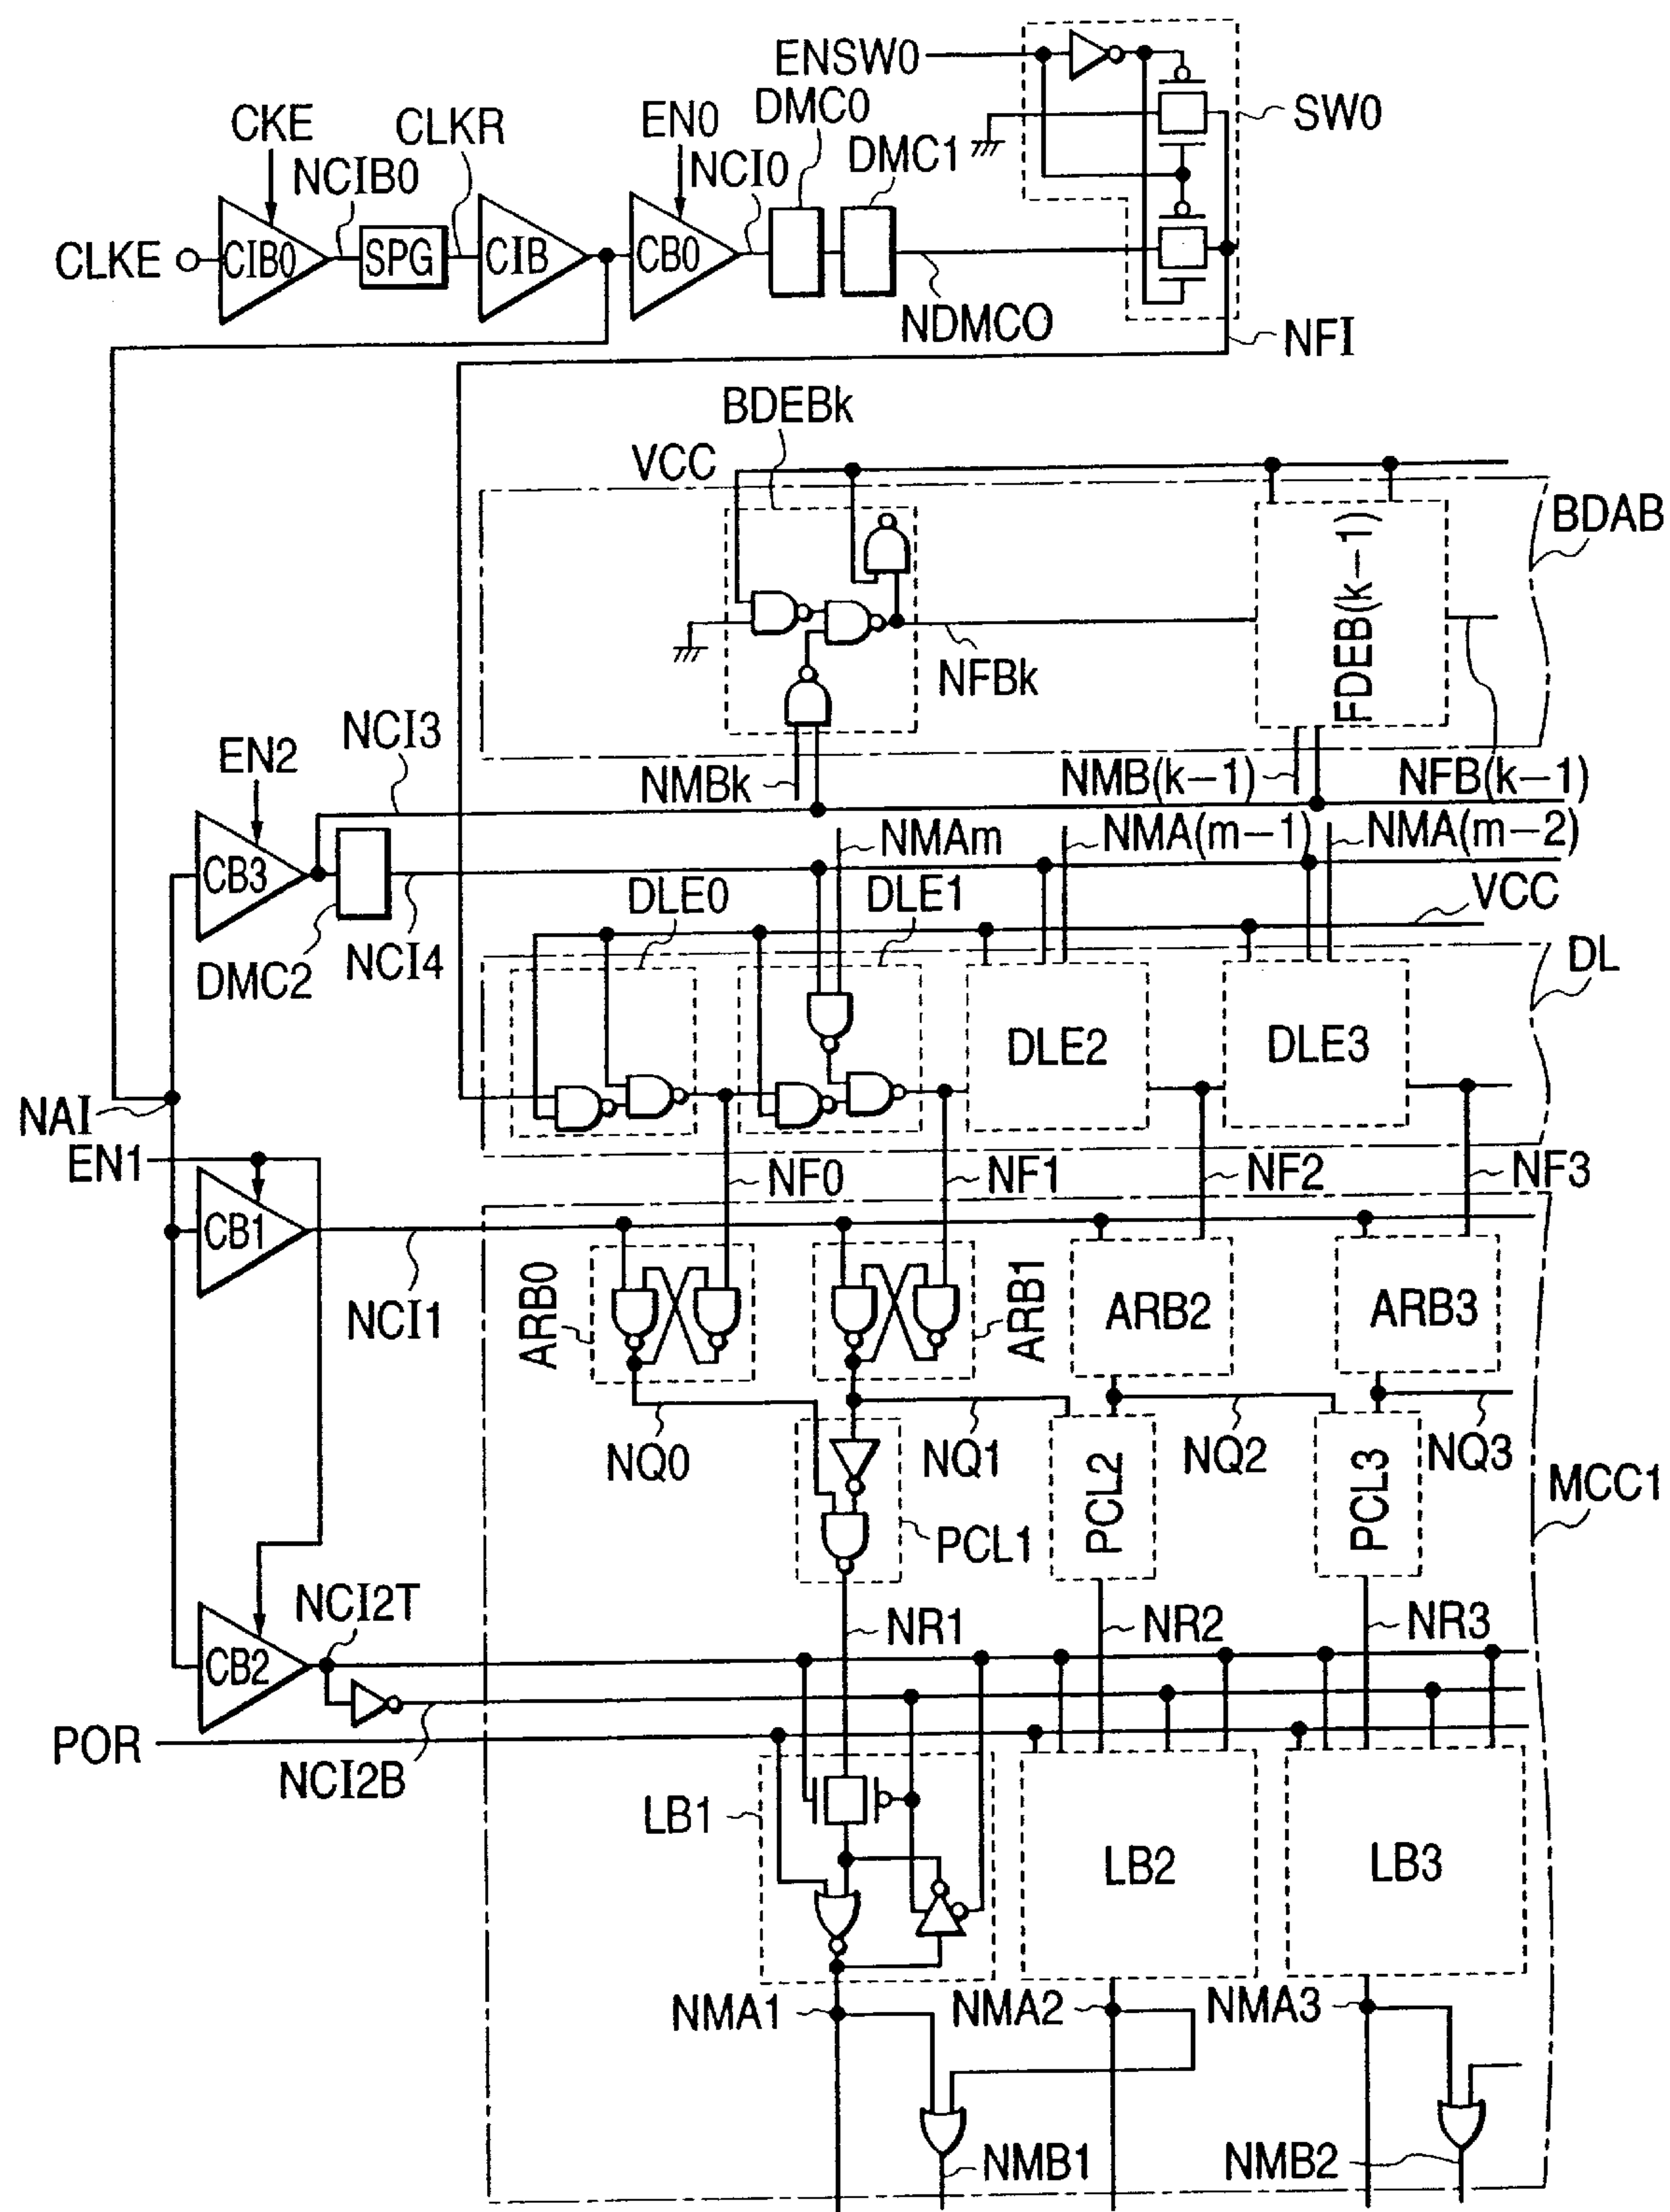 ENSW0
SW0
CKE
CLKR
EN0
DMC0
NCIB0
NCI0
DMC1
CLKE
CIB0
SPG
CIB
CB0
NDMCO
NFI
BDEBk
VCC
BDAB
FDEB(k-1)
NFBk
NCI3
EN2
NMBk
NMB(k-1)
NFB(k-1)
CB3
NMAm
NMA(m-1)
NMA(m-2)
DLE0
DLE1
VCC
DMC2
NCI4
DL
DLE2
DLE3
NAI
EN1
NF0
NF1
NF2
NF3
CB1
NCI1
ARB0
ARB1
ARB2
ARB3
NQ0
NQ1
NQ2
NQ3
PCL1
PCL2
PCL3
MCC1
NCI2T
NR1
NR2
NR3
CB2
POR
NCI2B
LB1
LB2
LB3
NMA1
NMA2
NMA3
NMB1
NMB2